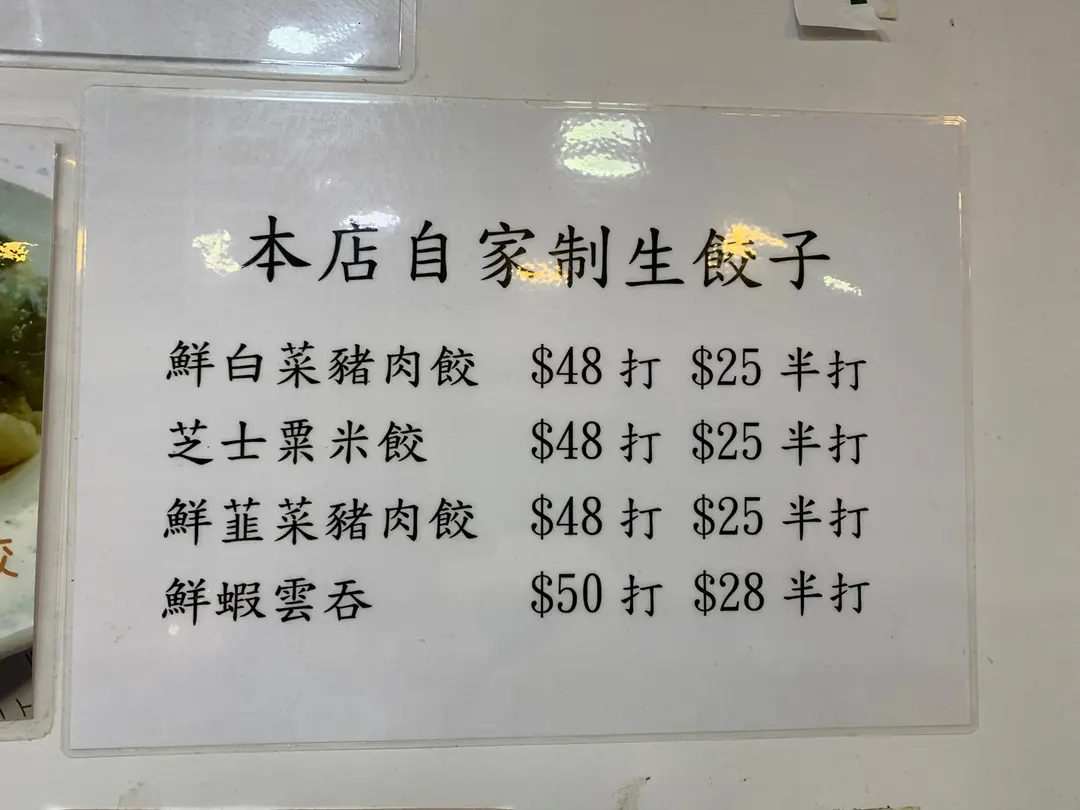 本店自家制生餃子
鮮白菜豬肉餃 $48 打 $25 半打
芝士粟米餃 $48 打 $25 半打
鮮韮菜豬肉餃 $48 打 $25 半打
鮮蝦雲吞 $50 打 $28 半打